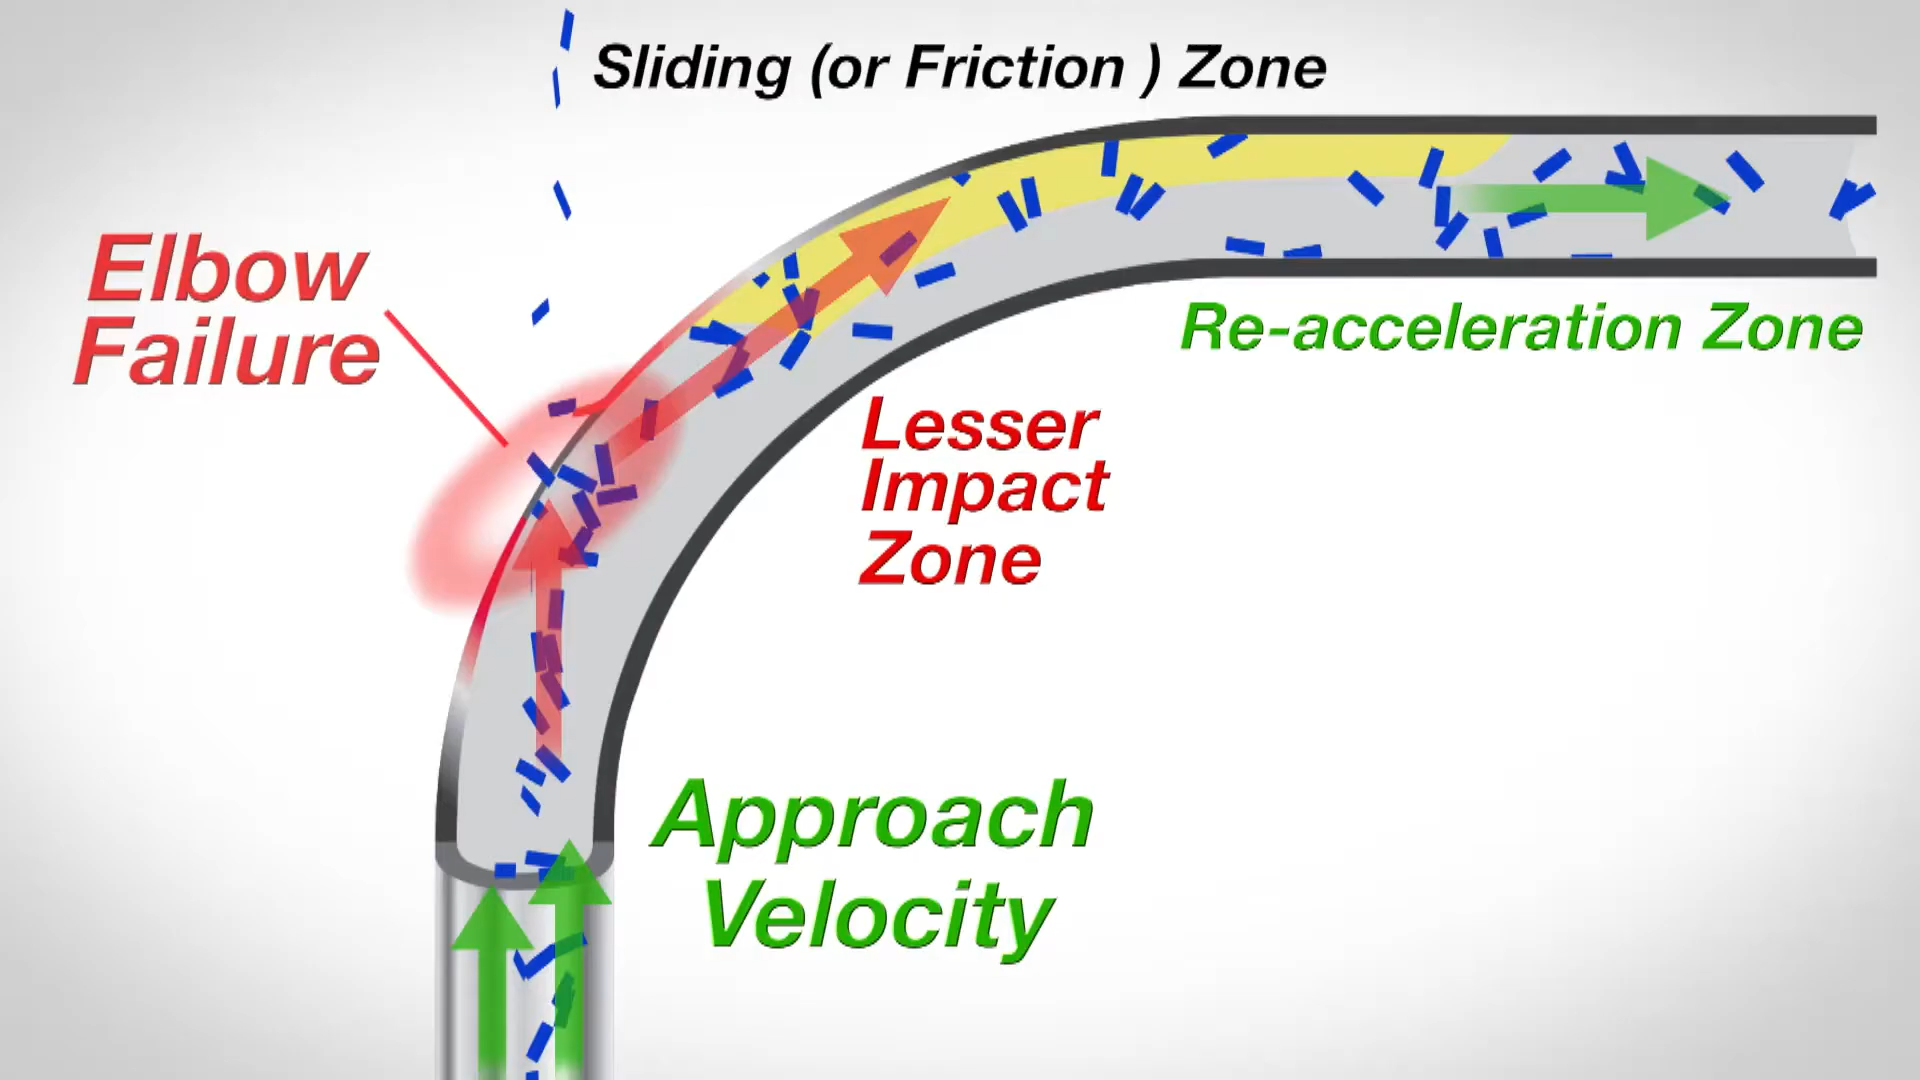 Sliding (or Friction ) Zone
Elbow
Failure
Re-acceleration Zone
Lesser
Impact
Zone
Approach
Velocity